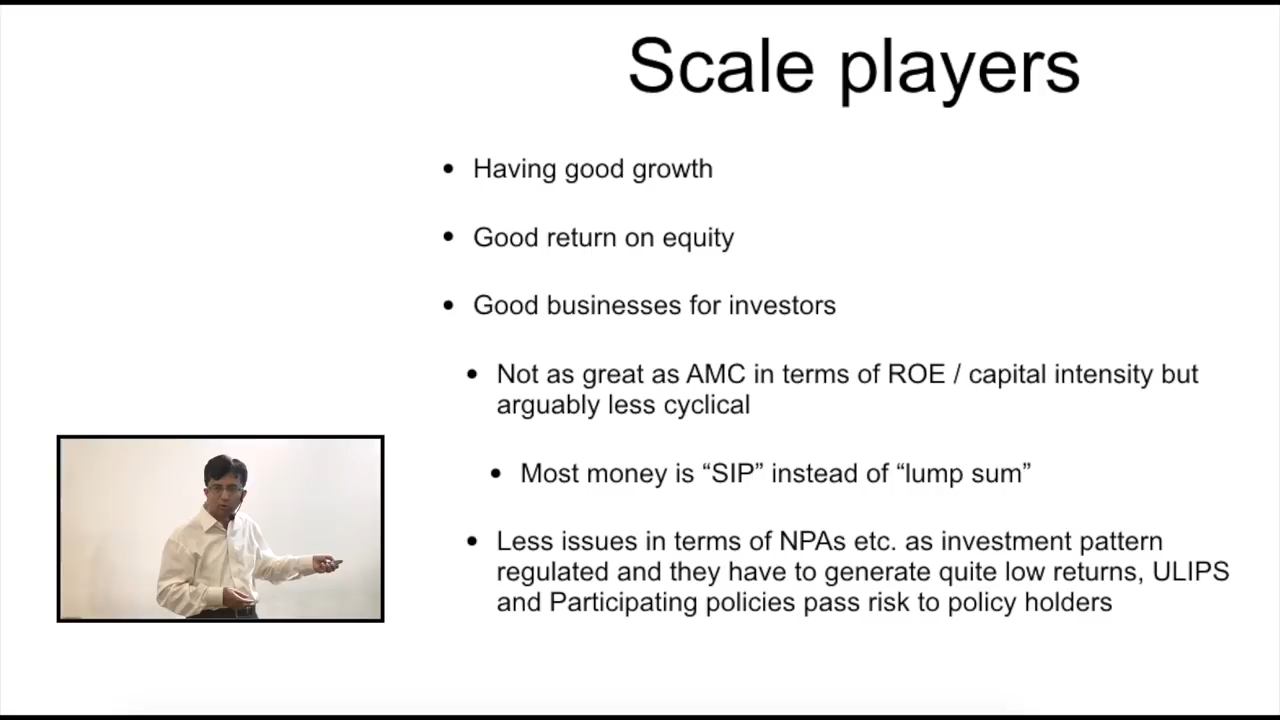 Scale players
• Having good growth
• Good return on equity
• Good businesses for investors
• Not as great as AMC in terms of ROE / capital intensity but
arguably less cyclical
• Most money is “SIP” instead of “lump sum”
• Less issues in terms of NPAs etc. as investment pattern
regulated and they have to generate quite low returns, ULIPS
and Participating policies pass risk to policy holders